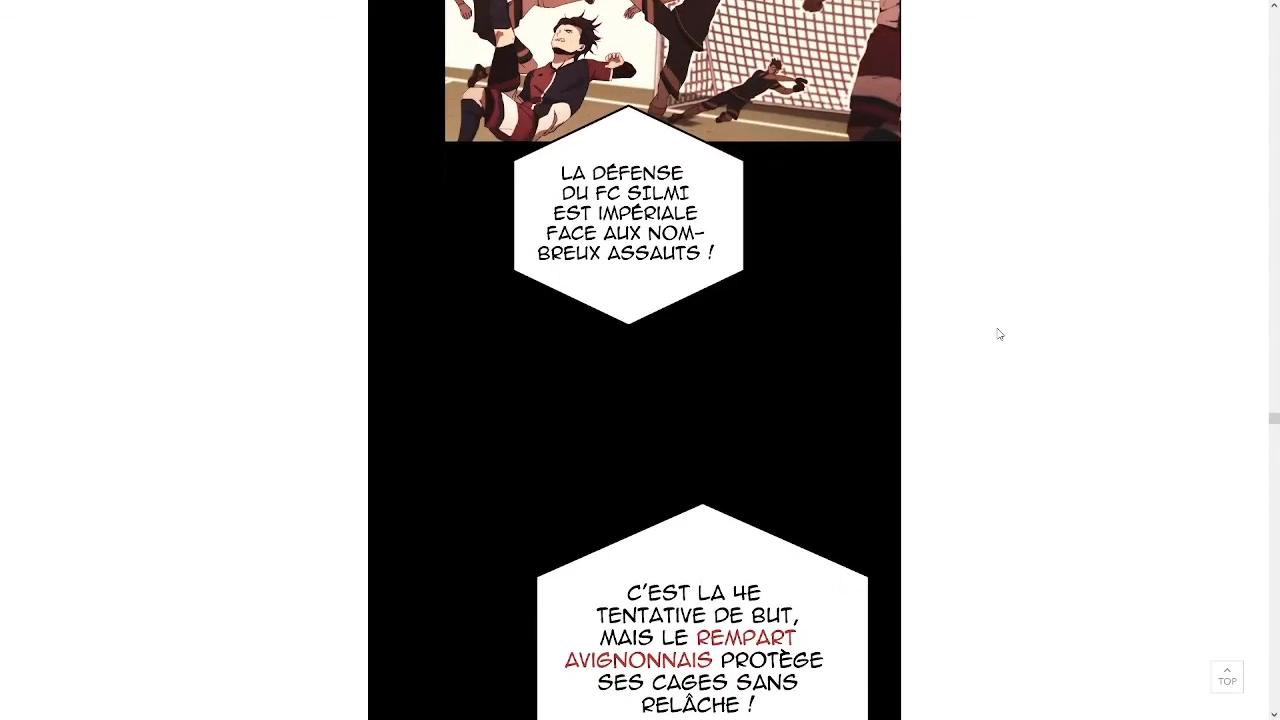 LA DÉFENSE
DU FC SILMI
EST IMPÉRIALE
FACE AUX NOM-
BREUX ASSAUTS !
C'EST LA 4E
TENTATIVE DE BUT,
MAIS LE REMPART
AVIGNONNAIS PROTÈGE
SES CAGES SANS
RELÂCHE !
TOP